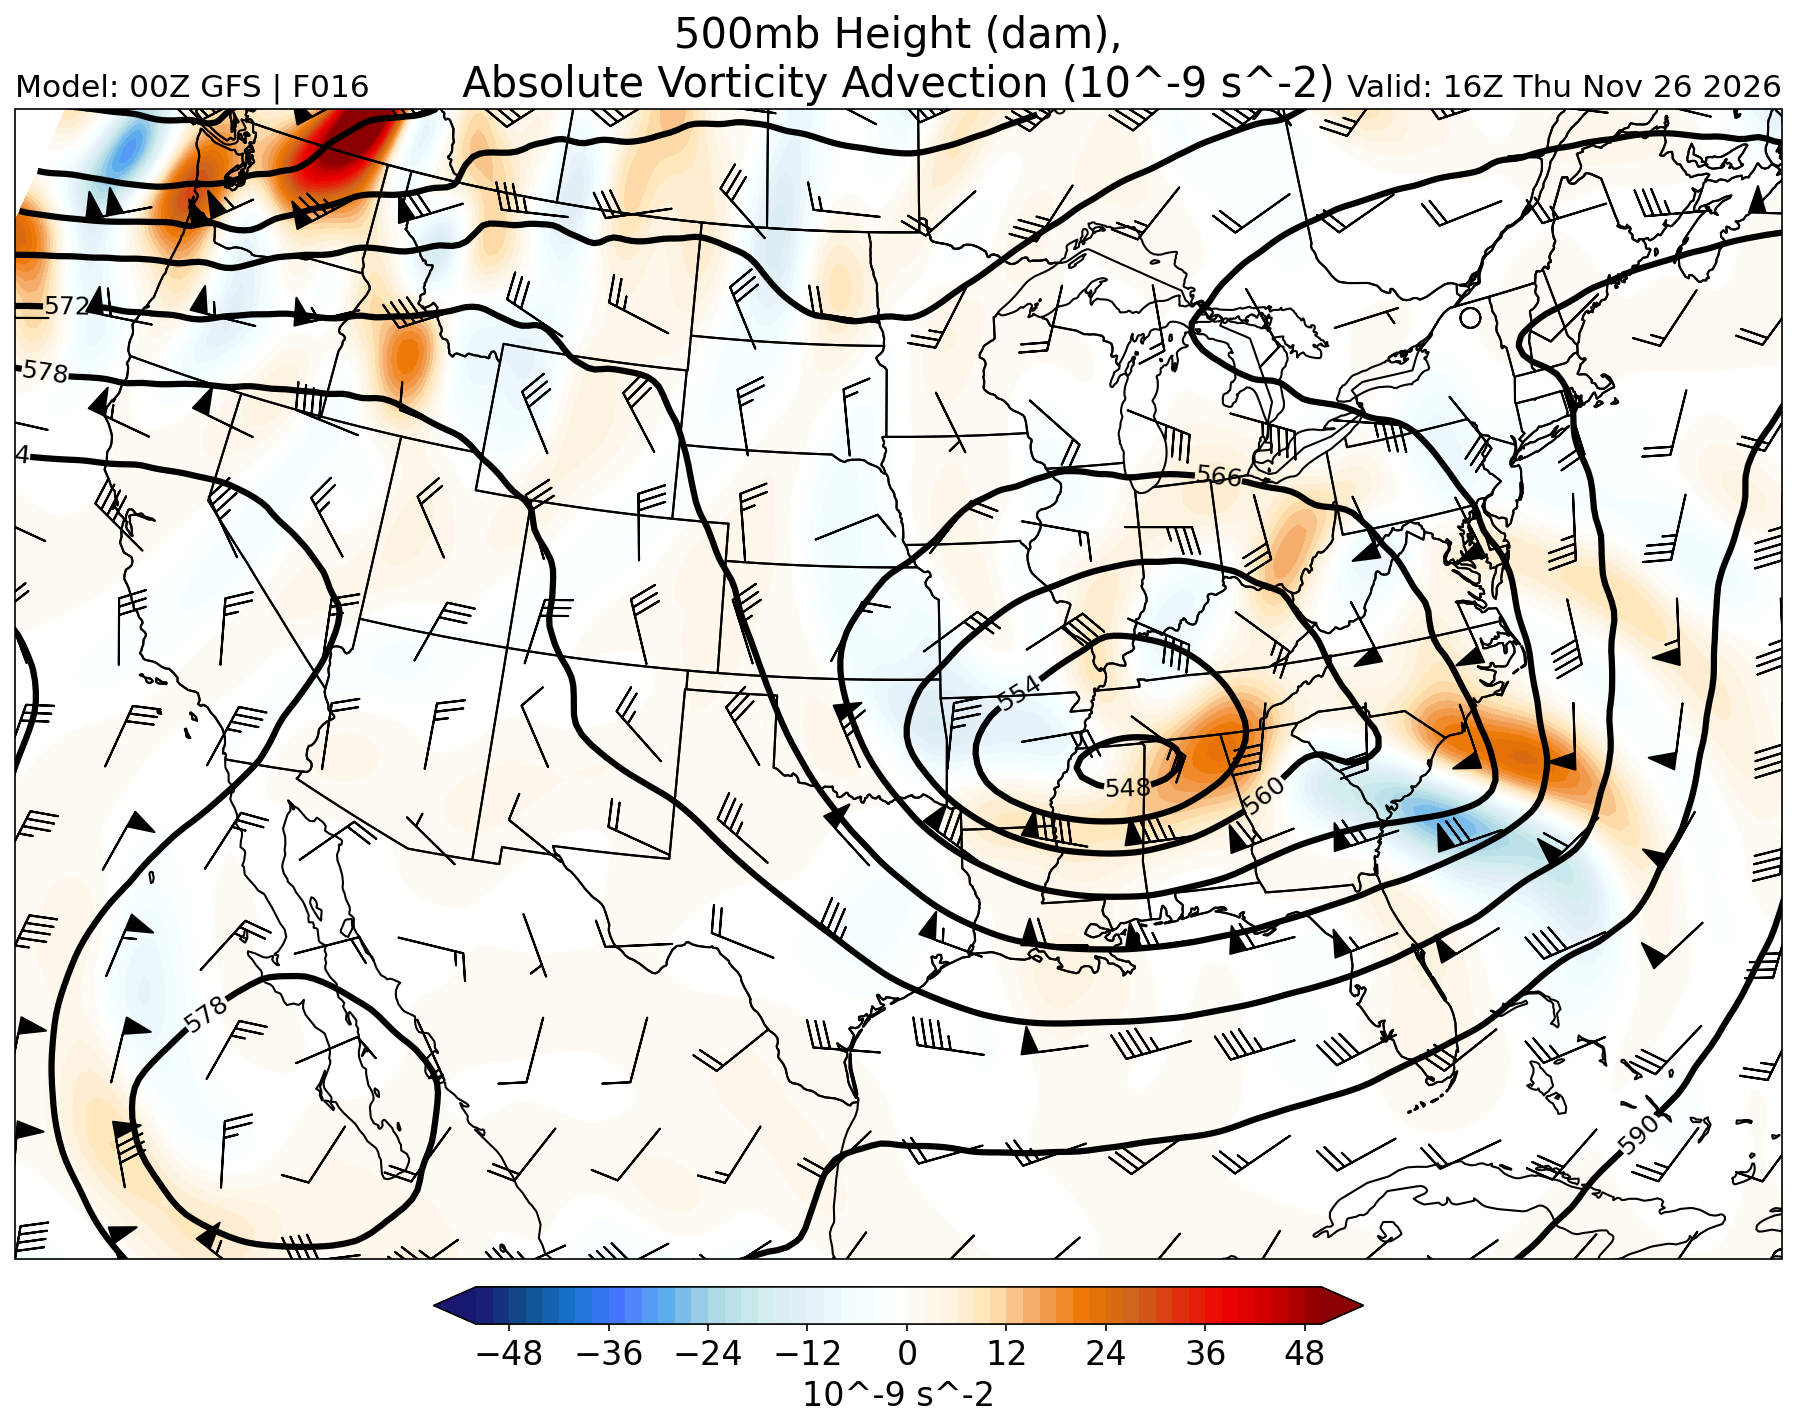 500mb Height (dam),
Model: 00Z GFS | F016
Absolute Vorticity Advection (10^-9 s^-2)
Valid: 16Z Thu Nov 26 2026
572
578
4
566
554
548
560
578
590
−48 −36 −24 −12 0 12 24 36 48
10^-9 s^-2